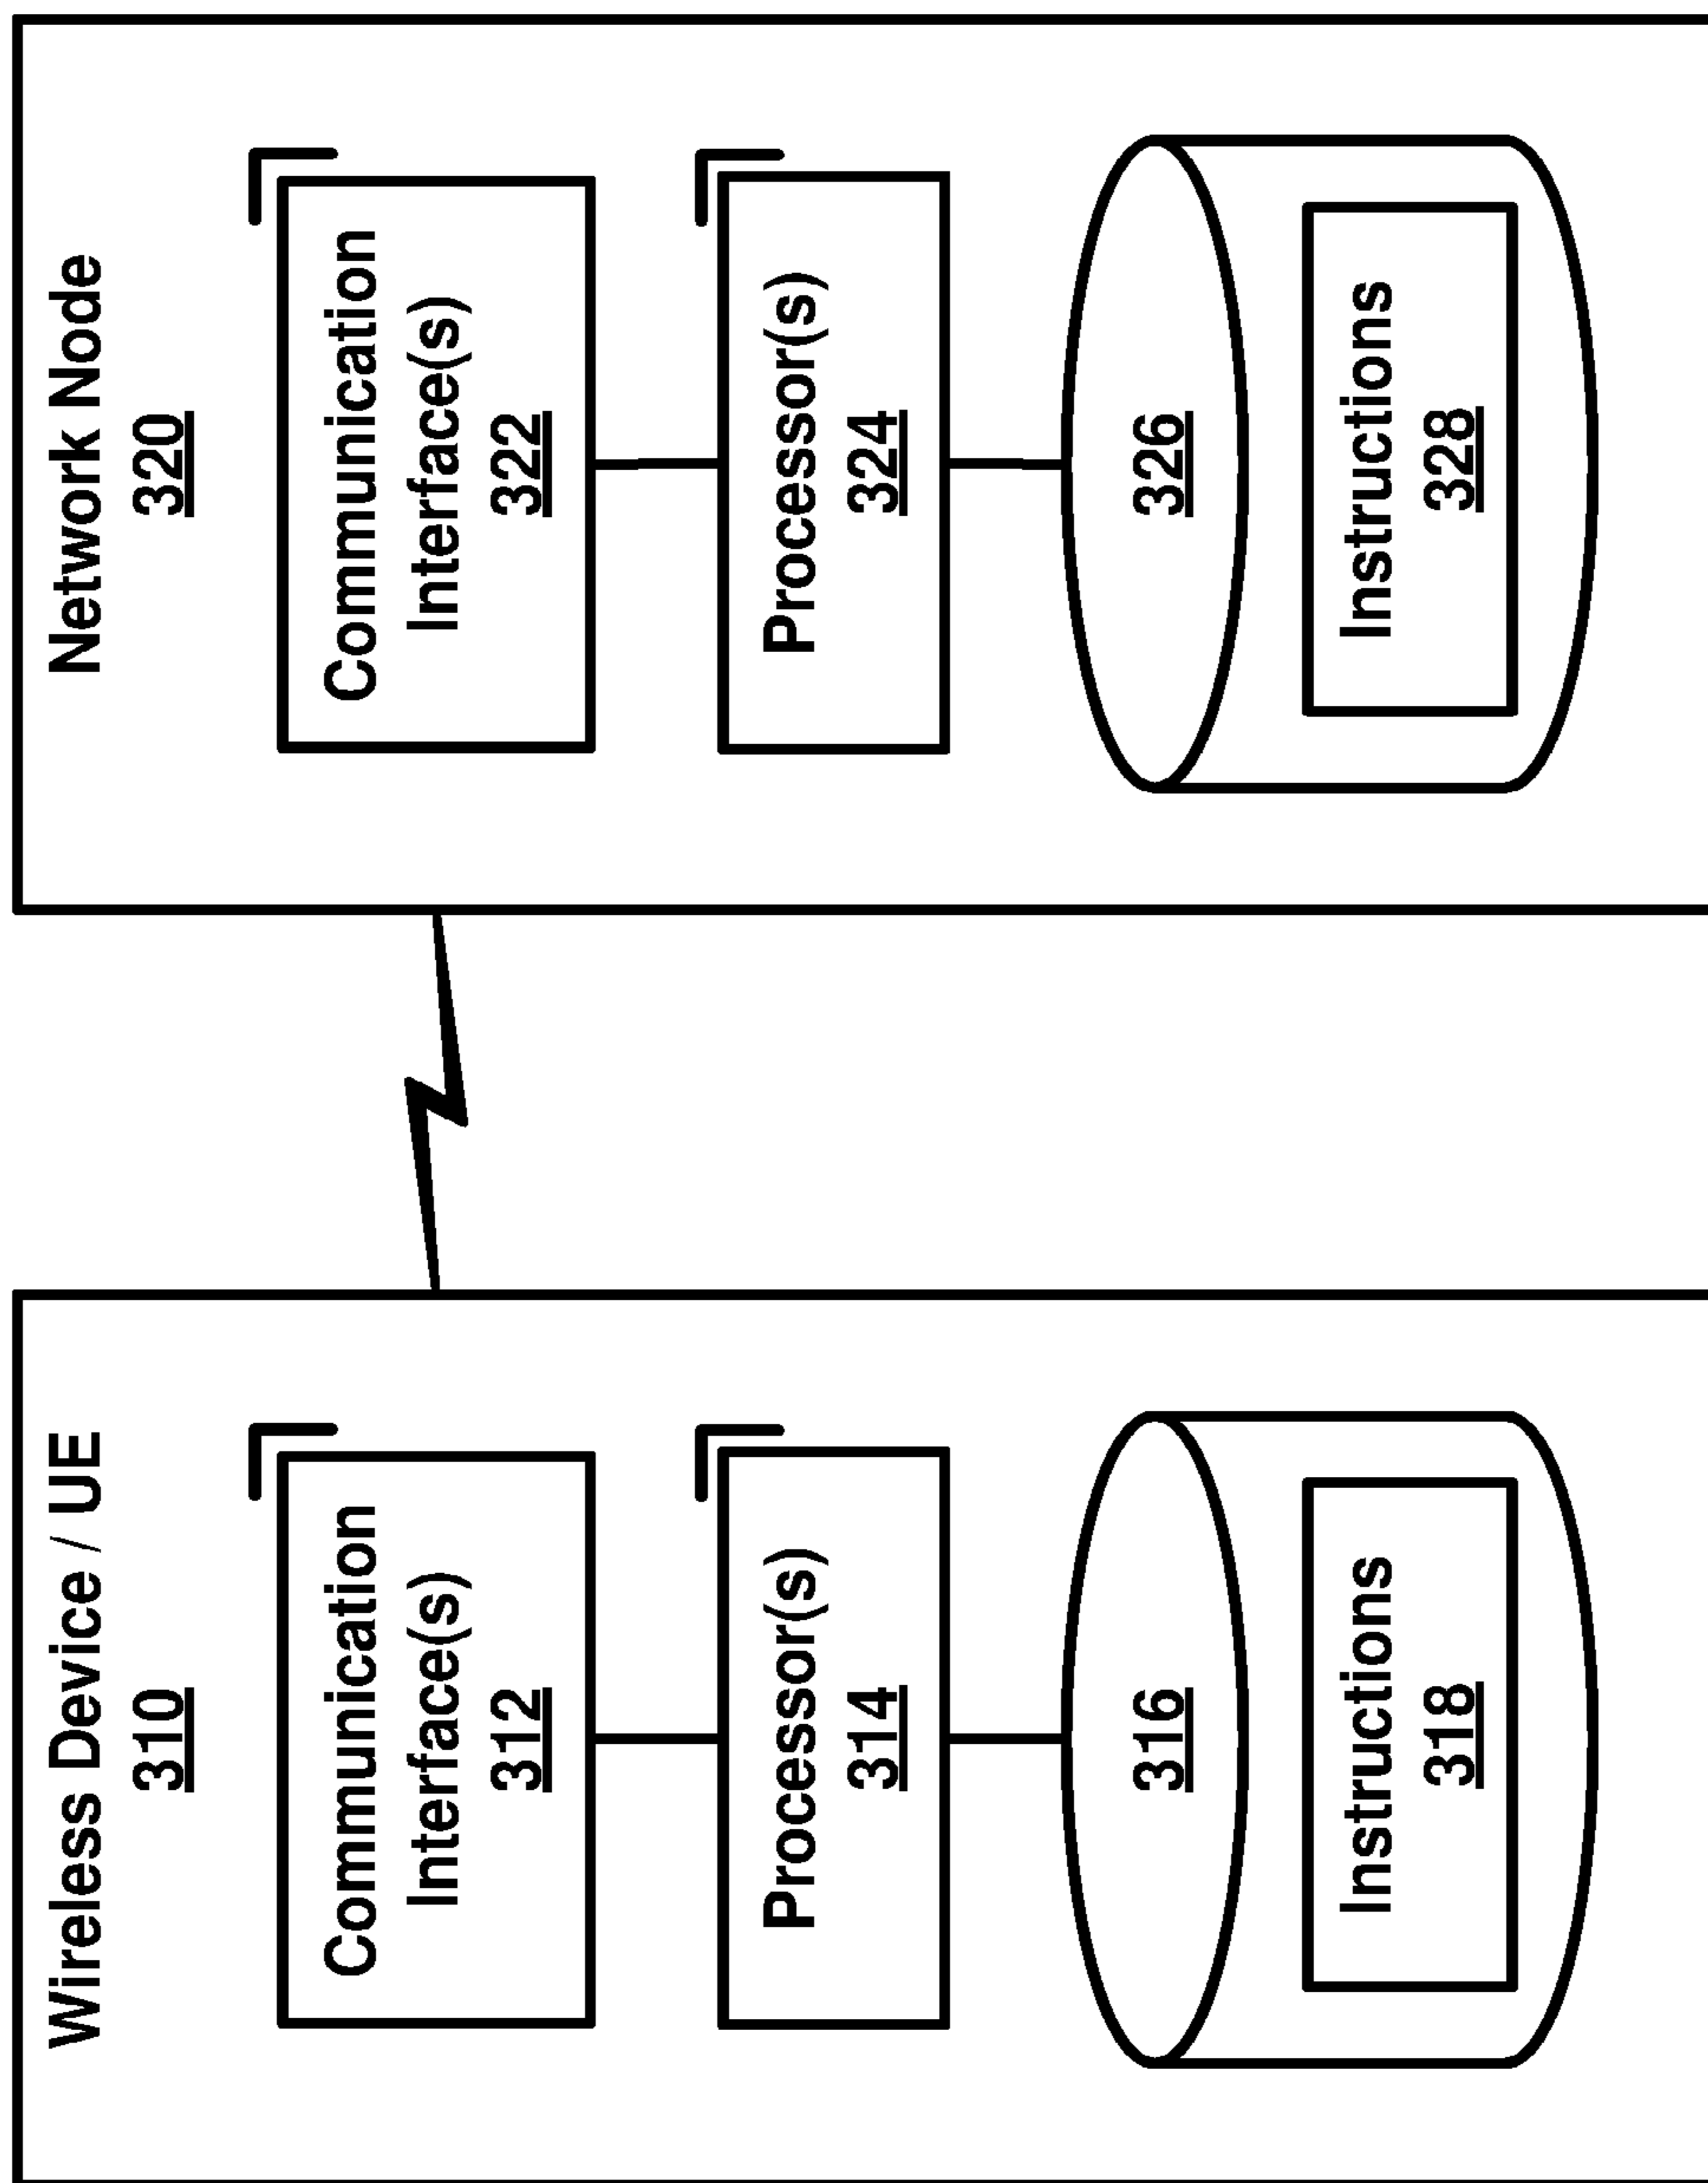 Wireless Device / UE
310
Communication
Interface(s)
312
Processor(s)
314
316
Instructions
318
Network Node
320
Communication
Interface(s)
322
Processor(s)
324
326
Instructions
328